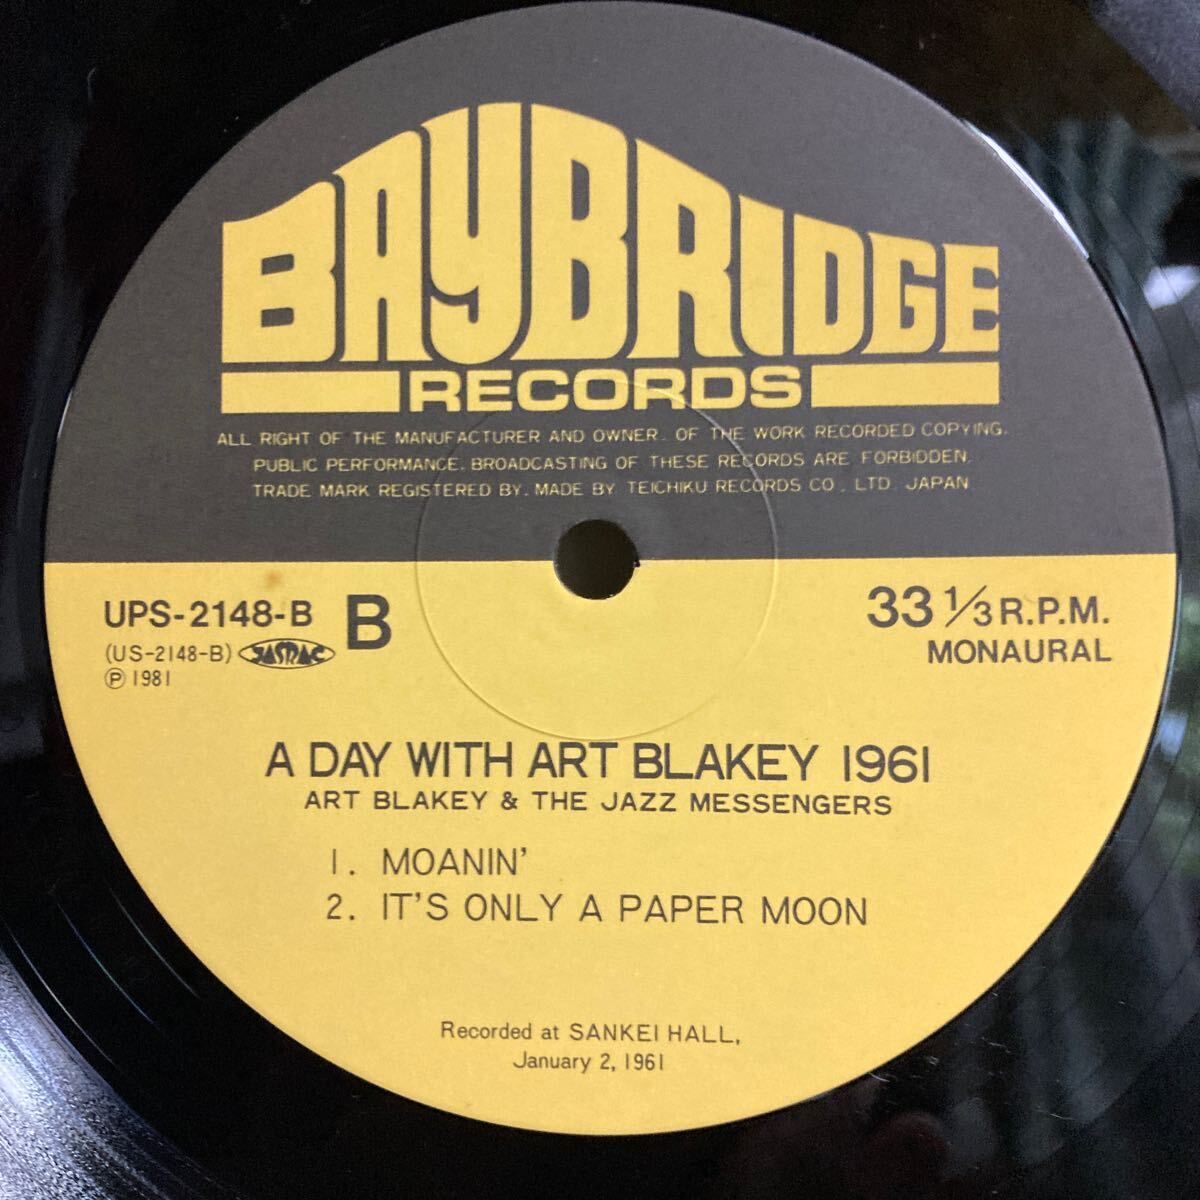 BAYBRIDGE
RECORDS
ALL RIGHT OF THE MANUFACTURER AND OWNER. OF THE WORK RECORDED COPYING.
PUBLIC PERFORMANCE. BROADCASTING OF THESE RECORDS ARE FORBIDDEN.
TRADE MARK REGISTERED BY. MADE BY TEICHIKU RECORDS CO., LTD. JAPAN
UPS-2148-B B
(US-2148-B) JASRAC
Ⓟ 1981
33 1/3 R.P.M.
MONAURAL
A DAY WITH ART BLAKEY 1961
ART BLAKEY & THE JAZZ MESSENGERS
1. MOANIN'
2. IT'S ONLY A PAPER MOON
Recorded at SANKEI HALL,
January 2, 1961